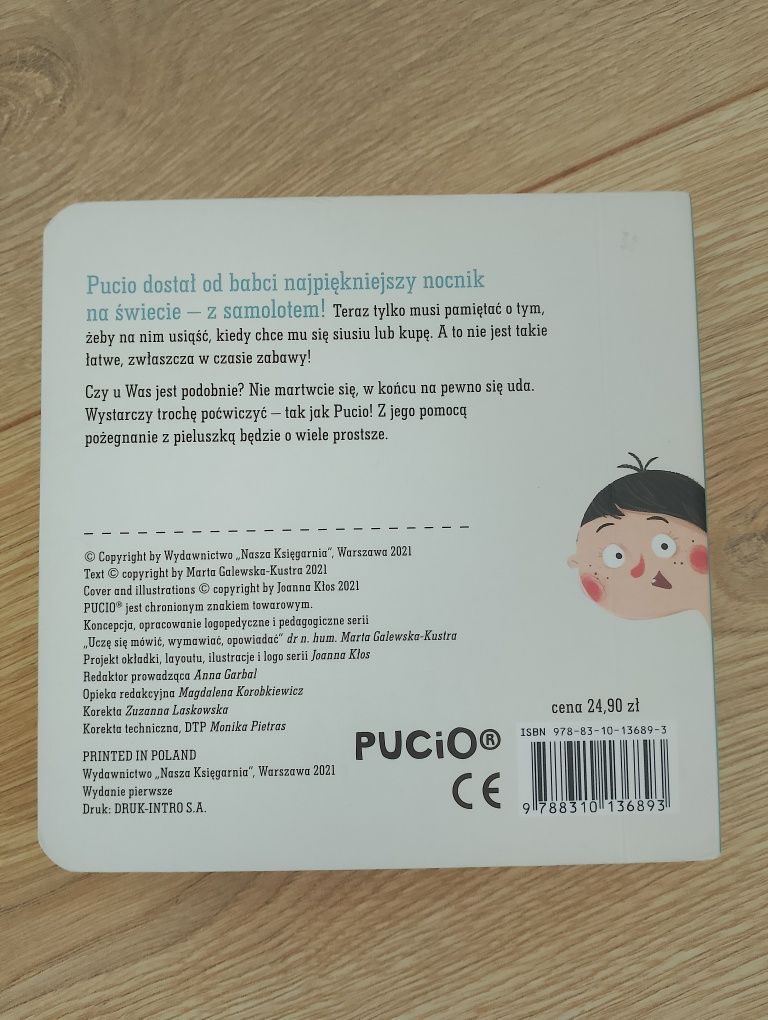 Pucio dostał od babci najpiękniejszy nocnik
na świecie – z samolotem! Teraz tylko musi pamiętać o tym,
żeby na nim usiąść, kiedy chce mu się siusiu lub kupę. A to nie jest takie
łatwe, zwłaszcza w czasie zabawy!
Czy u Was jest podobnie? Nie martwcie się, w końcu na pewno się uda.
Wystarczy trochę poćwiczyć – tak jak Pucio! Z jego pomocą
pożegnanie z pieluszką będzie o wiele prostsze.
© Copyright by Wydawnictwo „Nasza Księgarnia”, Warszawa 2021
Text © copyright by Marta Galewska-Kustra 2021
Cover and illustrations © copyright by Joanna Kłos 2021
PUCIO® jest chronionym znakiem towarowym.
Koncepcja, opracowanie logopedyczne i pedagogiczne serii
„Uczę się mówić, wymawiać, opowiadać” dr n. hum. Marta Galewska-Kustra
Projekt okładki, layoutu, ilustracje i logo serii Joanna Kłos
Redaktor prowadząca Anna Garbal
Opieka redakcyjna Magdalena Korobkiewicz
Korekta Zuzanna Laskowska
Korekta techniczna, DTP Monika Pietras
PRINTED IN POLAND
Wydawnictwo „Nasza Księgarnia”, Warszawa 2021
Wydanie pierwsze
Druk: DRUK-INTRO S.A.
PUCiO®
CE
cena 24,90 zł
ISBN 978-83-10-13689-3
9 788310 136893